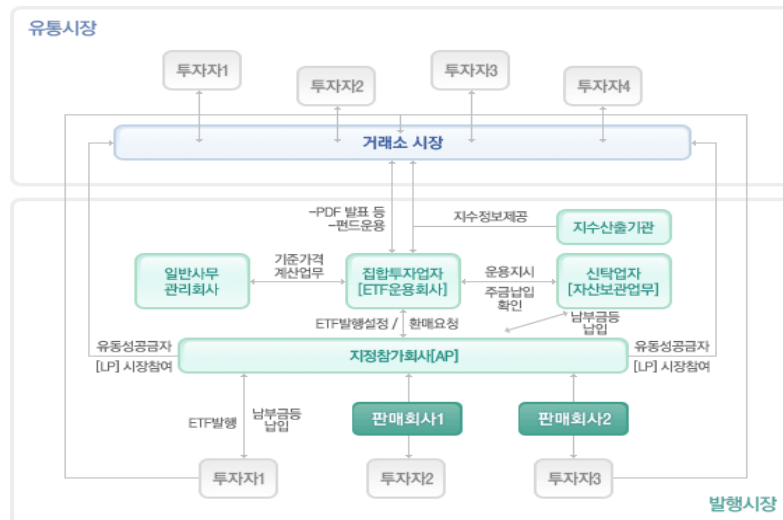 유통시장
투자자1
투자자2
투자자3
투자자4
거래소 시장
-PDF 발표 등
-펀드운용
지수정보제공
지수산출기관
일반사무
관리회사
기준가격
계산업무
집합투자업자
[ETF운용회사]
운용지시
주금납입
확인
신탁업자
[자산보관업무]
ETF발행설정 / 환매요청
남부금등
납입
유동성공급자
[LP] 시장참여
지정참가회사[AP]
유동성공급자
[LP] 시장참여
ETF발행
남부금등
납입
판매회사1
판매회사2
투자자1
투자자2
투자자3
발행시장